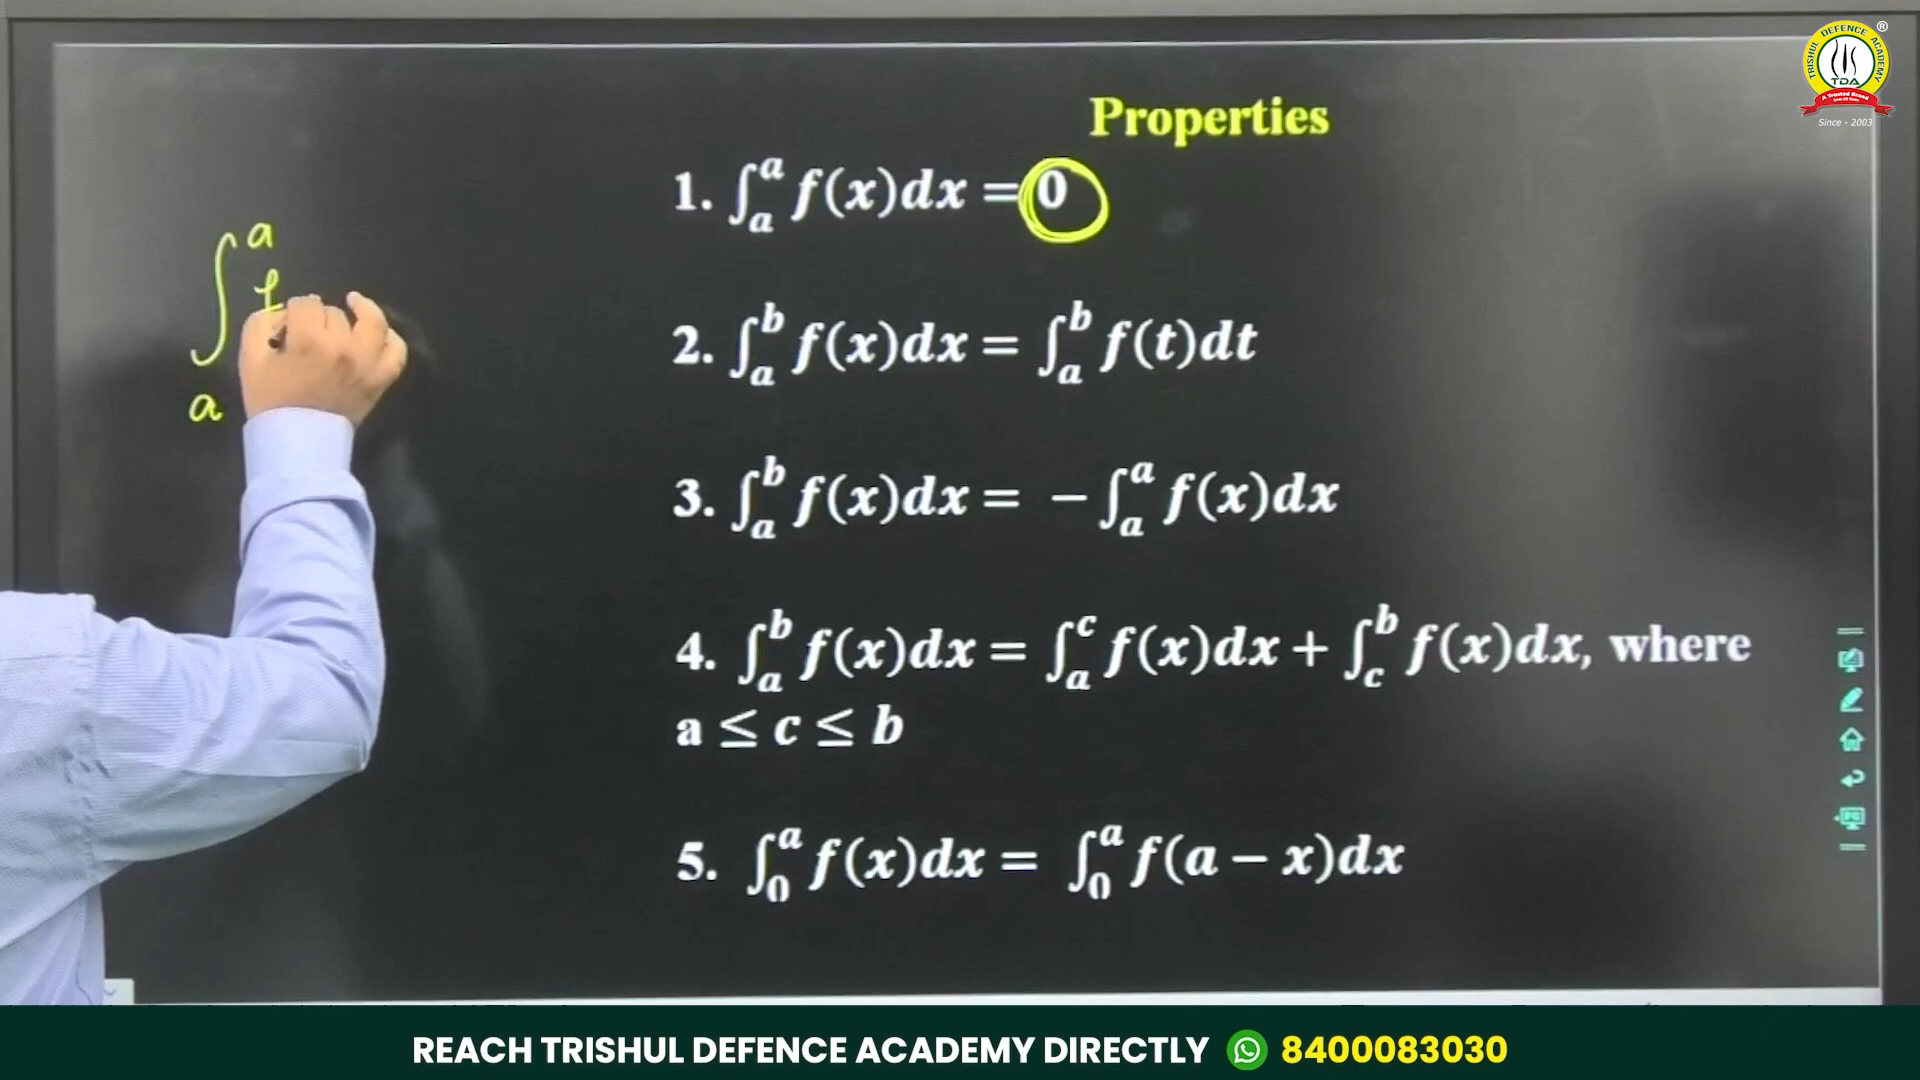 TRISHUL DEFENCE ACADEMY
®
TDA
A Trusted Brand
Since - 2003
Properties
1. ∫ₐᵃ f(x)dx = 0
∫ₐᵃ f
2. ∫ₐᵇ f(x)dx = ∫ₐᵇ f(t)dt
3. ∫ₐᵇ f(x)dx = − ∫ₐᵃ f(x)dx
4. ∫ₐᵇ f(x)dx = ∫ₐᶜ f(x)dx + ∫꜀ᵇ f(x)dx, where
a ≤ c ≤ b
5. ∫₀ᵃ f(x)dx = ∫₀ᵃ f(a − x)dx
REACH TRISHUL DEFENCE ACADEMY DIRECTLY 8400083030